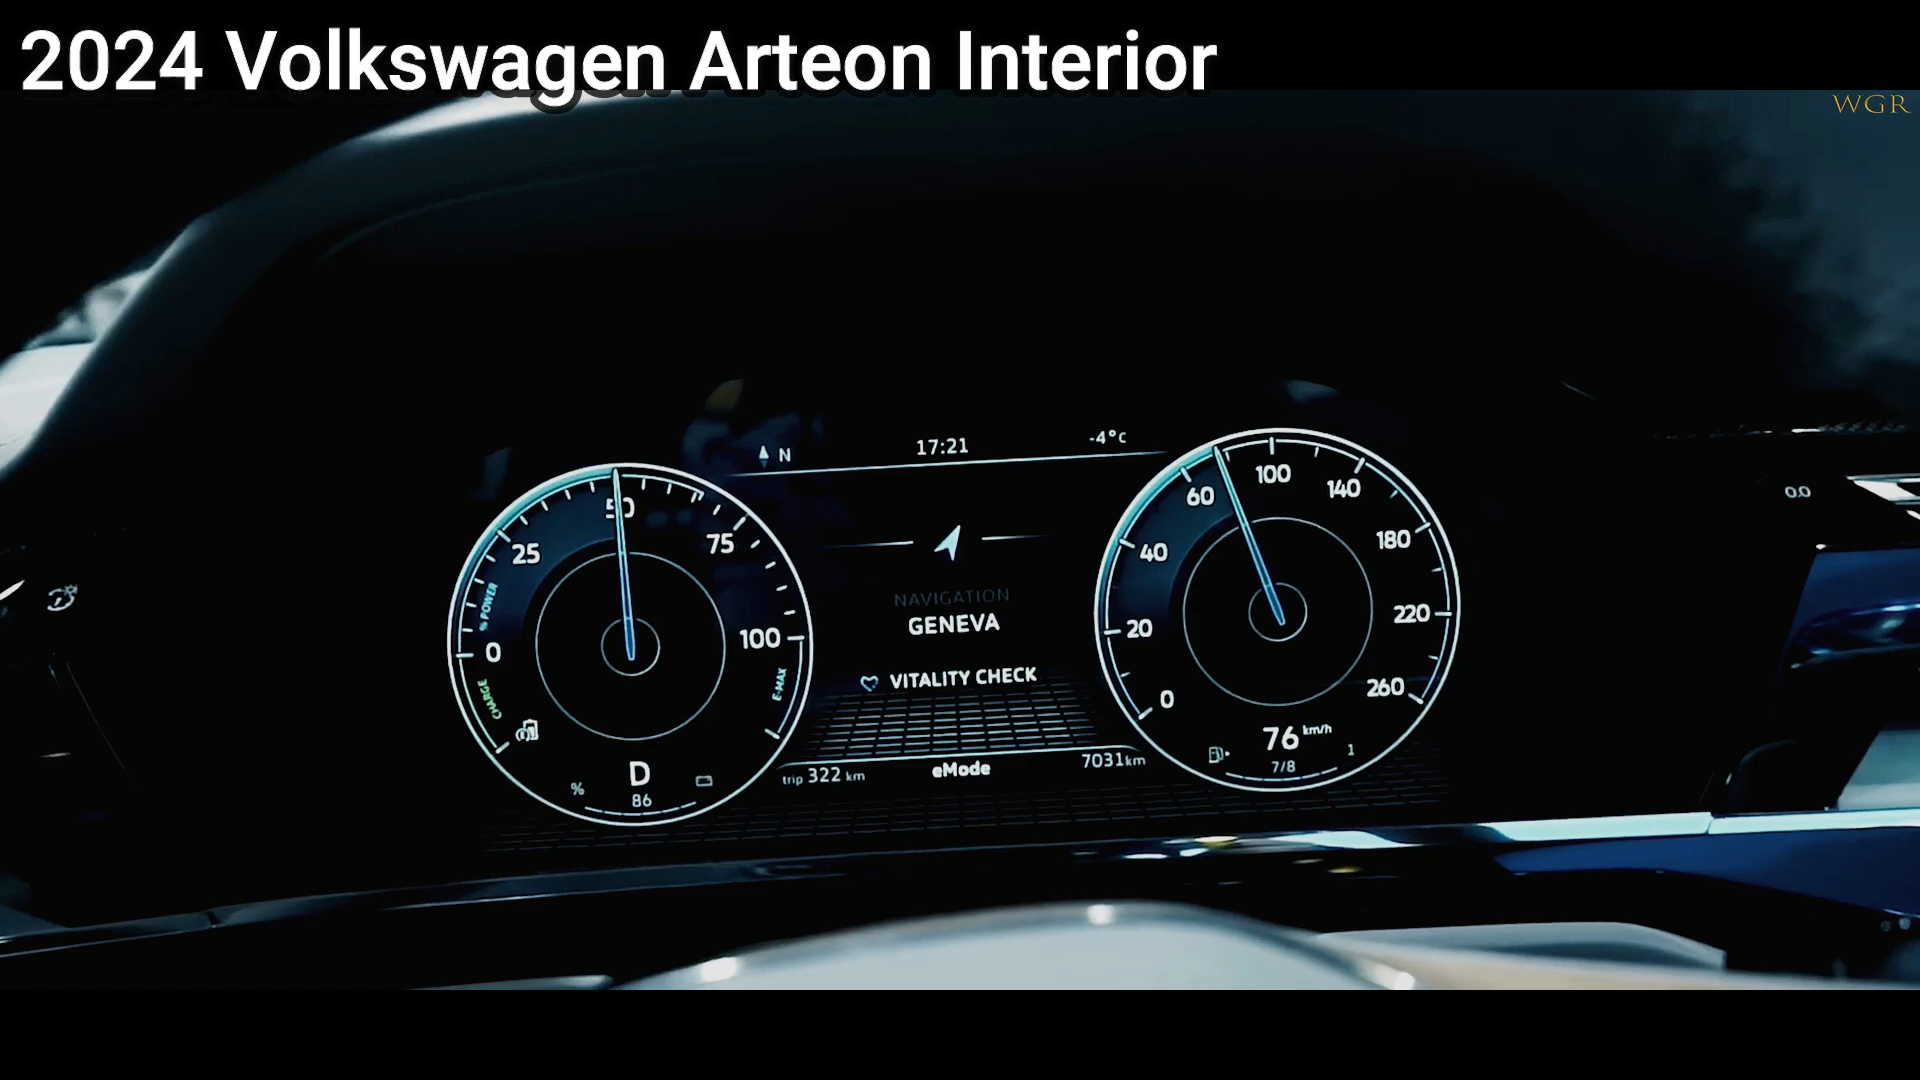 2024 Volkswagen Arteon Interior
WGR
N
17:21
-4°C
0
25
50
75
100
% POWER
CHARGE
E-MAX
D
%
86
NAVIGATION
GENEVA
VITALITY CHECK
trip 322 km
eMode
7031km
0
20
40
60
100
140
180
220
260
76 km/h
7/8
1
0.0